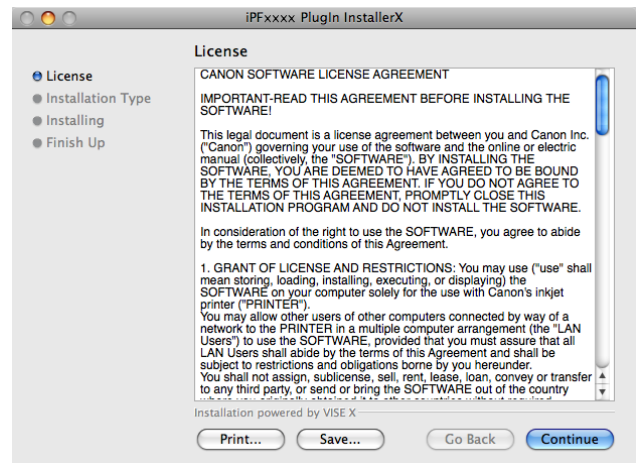 iPFxxxx PlugIn InstallerX
License
License
Installation Type
Installing
Finish Up
CANON SOFTWARE LICENSE AGREEMENT
IMPORTANT-READ THIS AGREEMENT BEFORE INSTALLING THE
SOFTWARE!
This legal document is a license agreement between you and Canon Inc.
("Canon") governing your use of the software and the online or electric
manual (collectively, the "SOFTWARE"). BY INSTALLING THE
SOFTWARE, YOU ARE DEEMED TO HAVE AGREED TO BE BOUND
BY THE TERMS OF THIS AGREEMENT. IF YOU DO NOT AGREE TO
THE TERMS OF THIS AGREEMENT, PROMPTLY CLOSE THIS
INSTALLATION PROGRAM AND DO NOT INSTALL THE SOFTWARE.
In consideration of the right to use the SOFTWARE, you agree to abide
by the terms and conditions of this Agreement.
1. GRANT OF LICENSE AND RESTRICTIONS: You may use ("use" shall
mean storing, loading, installing, executing, or displaying) the
SOFTWARE on your computer solely for the use with Canon's inkjet
printer ("PRINTER").
You may allow other users of other computers connected by way of a
network to the PRINTER in a multiple computer arrangement (the "LAN
Users") to use the SOFTWARE, provided that you must assure that all
LAN Users shall abide by the terms of this Agreement and shall be
subject to restrictions and obligations borne by you hereunder.
You shall not assign, sublicense, sell, rent, lease, loan, convey or transfer
to any third party, or send or bring the SOFTWARE out of the country
where you originally obtained it to other countries without required
Installation powered by VISE X
Print...
Save...
Go Back
Continue